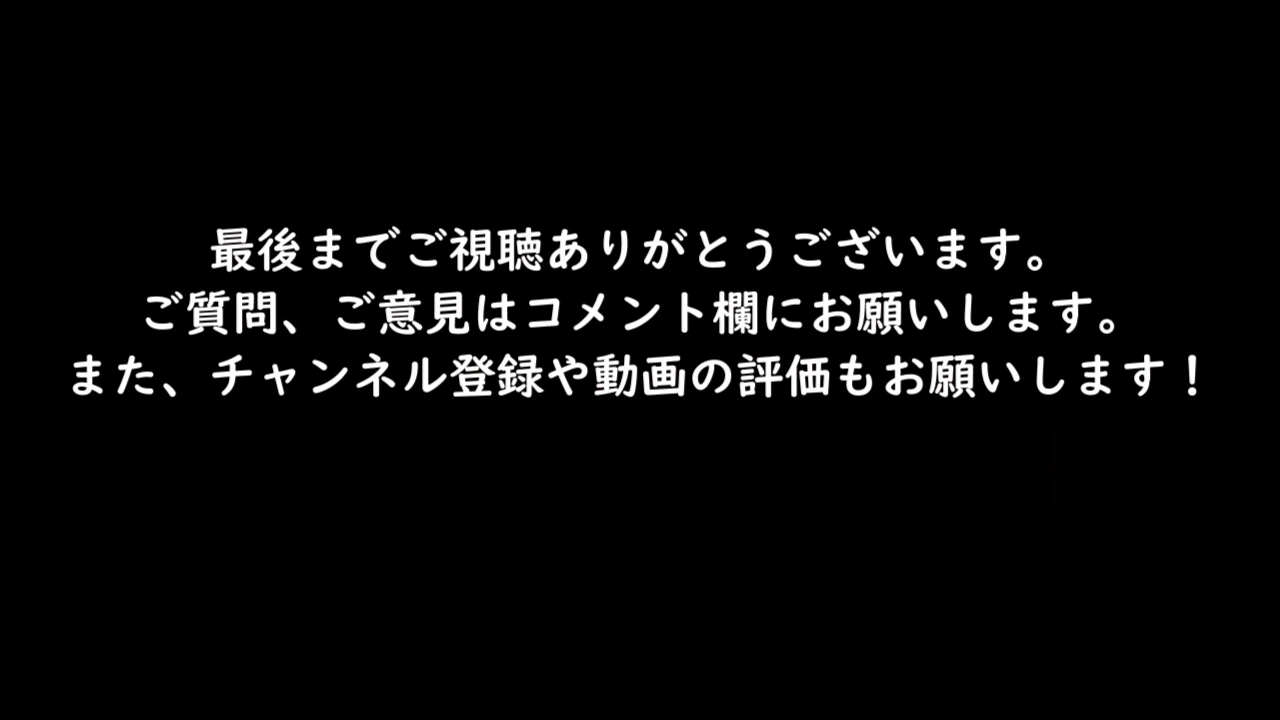 最後までご視聴ありがとうございます。
ご質問、ご意見はコメント欄にお願いします。
また、チャンネル登録や動画の評価もお願いします！